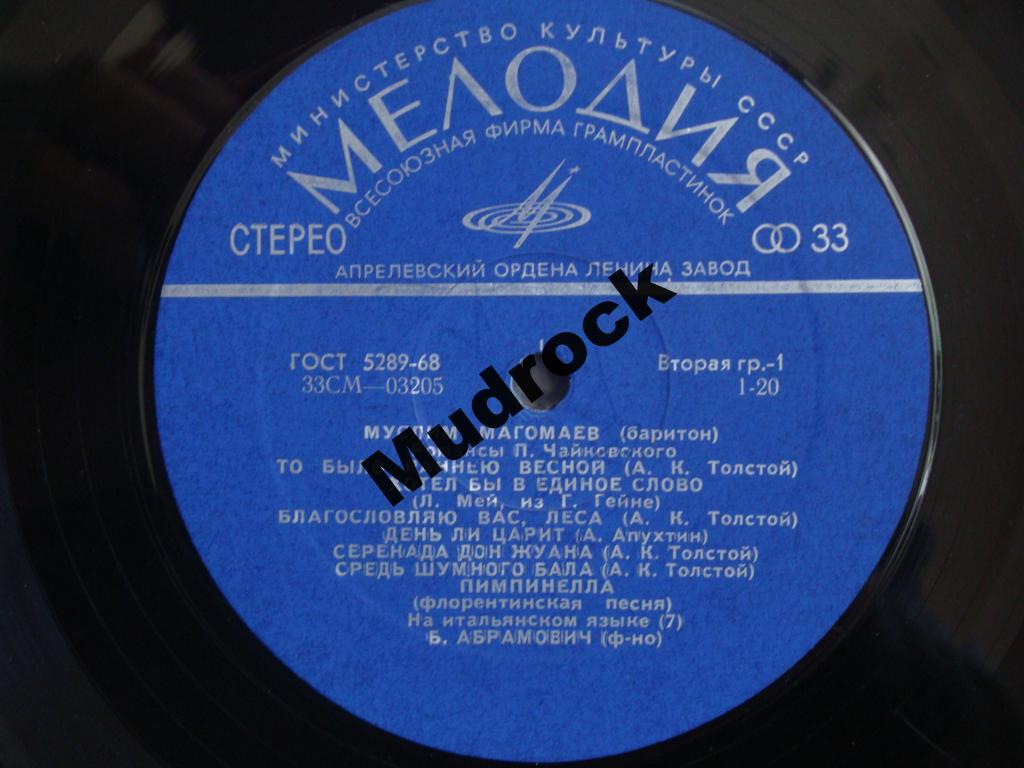 МИНИСТЕРСТВО КУЛЬТУРЫ СССР
МЕЛОДИЯ
ВСЕСОЮЗНАЯ ФИРМА ГРАМПЛАСТИНОК
СТЕРЕО
33
АПРЕЛЕВСКИЙ ОРДЕНА ЛЕНИНА ЗАВОД
ГОСТ 5289-68
Вторая гр.-1
33СМ—03205
1-20
Mudrock
МАГОМАЕВ (баритон)
П. Чайковского
ТО ВЕСНОЙ (А. К. Толстой)
БЫ В ЕДИНОЕ СЛОВО
(Л. Мей, из Г. Гейне)
БЛАГОСЛОВЛЯЮ ВАС, ЛЕСА (А. К. Толстой)
ДЕНЬ ЛИ ЦАРИТ (А. Апухтин)
СЕРЕНАДА ДОН ЖУАНА (А. К. Толстой)
СРЕДЬ ШУМНОГО БАЛА (А. К. Толстой)
ПИМПИНЕЛЛА
(флорентинская песня)
На итальянском языке (7)
Б. АБРАМОВИЧ (ф-но)